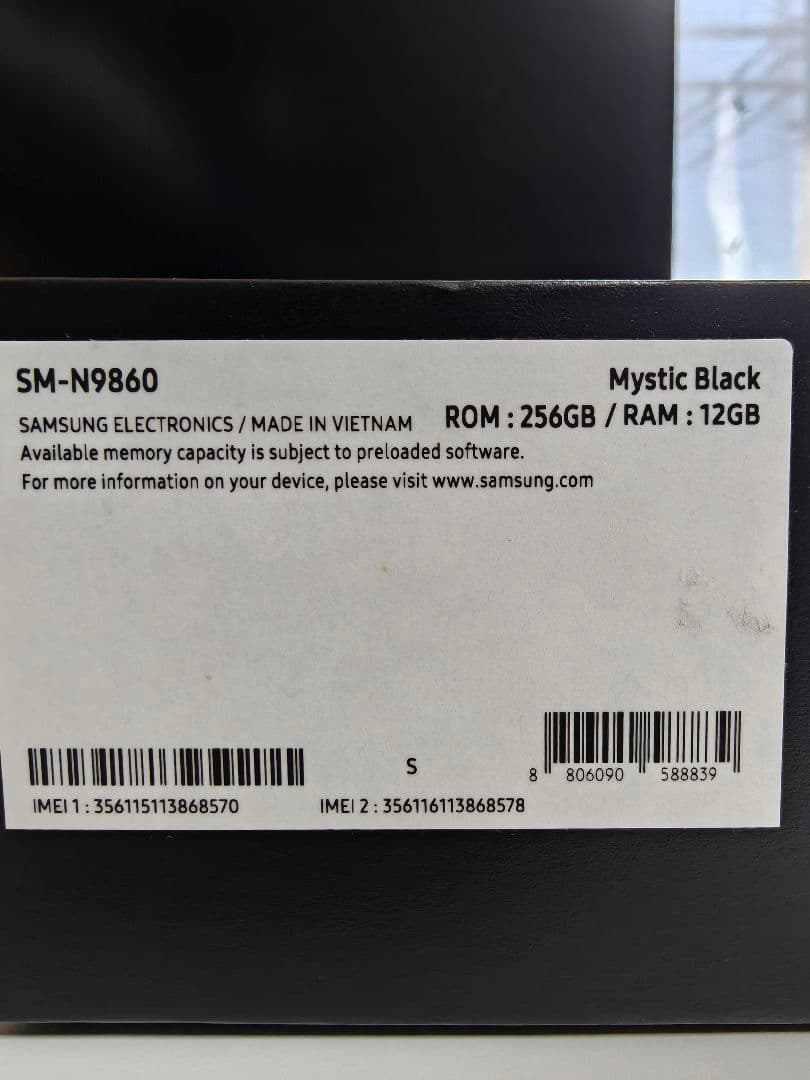 SM-N9860
Mystic Black
SAMSUNG ELECTRONICS / MADE IN VIETNAM
ROM : 256GB / RAM : 12GB
Available memory capacity is subject to preloaded software.
For more information on your device, please visit www.samsung.com
S
8 806090 588839
IMEI 1 : 356115113868570
IMEI 2 : 356116113868578